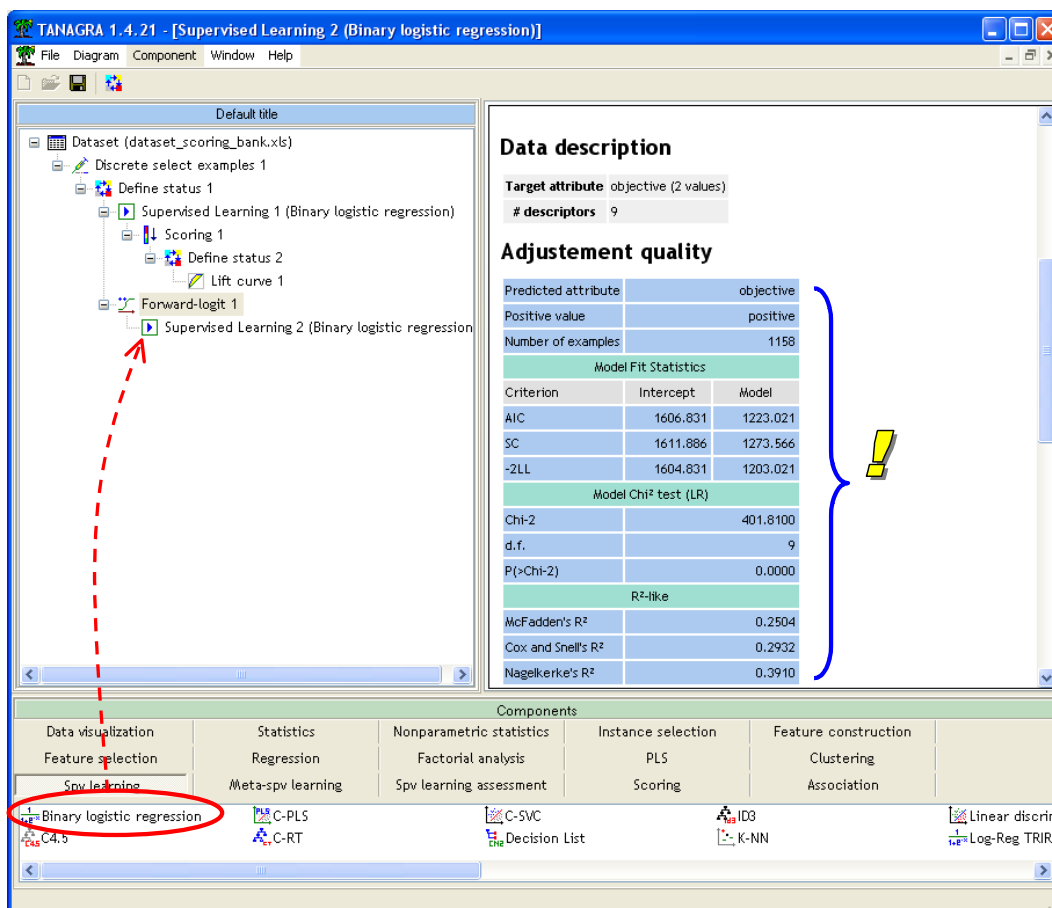 TANAGRA 1.4.21 - [Supervised Learning 2 (Binary logistic regression)]
File Diagram Component Window Help
Default title
Dataset (dataset_scoring_bank.xls)
Discrete select examples 1
Define status 1
Supervised Learning 1 (Binary logistic regression)
Scoring 1
Define status 2
Lift curve 1
Forward-logit 1
Supervised Learning 2 (Binary logistic regression
Data description
Target attribute objective (2 values)
# descriptors 9
Adjustement quality
Predicted attribute objective
Positive value positive
Number of examples 1158
Model Fit Statistics
Criterion Intercept Model
AIC 1606.831 1223.021
SC 1611.886 1273.566
-2LL 1604.831 1203.021
Model Chi² test (LR)
Chi-2 401.8100
d.f. 9
P(>Chi-2) 0.0000
R²-like
McFadden's R² 0.2504
Cox and Snell's R² 0.2932
Nagelkerke's R² 0.3910
!
Components
Data visualization Statistics Nonparametric statistics Instance selection Feature construction
Feature selection Regression Factorial analysis PLS Clustering
Spv learning Meta-spv learning Spv learning assessment Scoring Association
Binary logistic regression C-PLS C-SVC ID3 Linear discrin
C4.5 C-RT Decision List K-NN Log-Reg TRIR